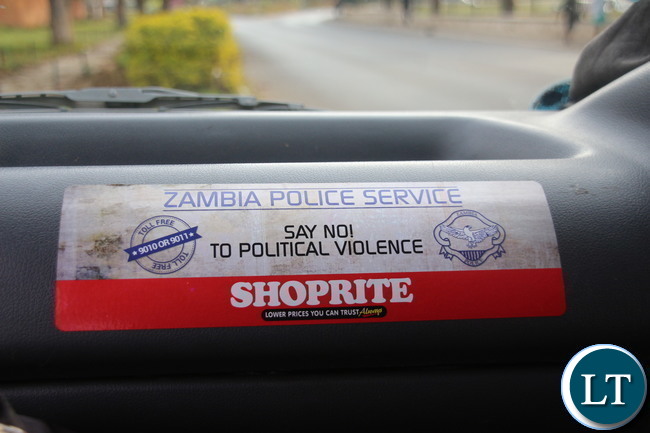 ZAMBIA POLICE SERVICE
TOLL FREE
9010 OR 9011
TOLL FREE
SAY NO!
TO POLITICAL VIOLENCE
SHOPRITE
LOWER PRICES YOU CAN TRUST Always
LT